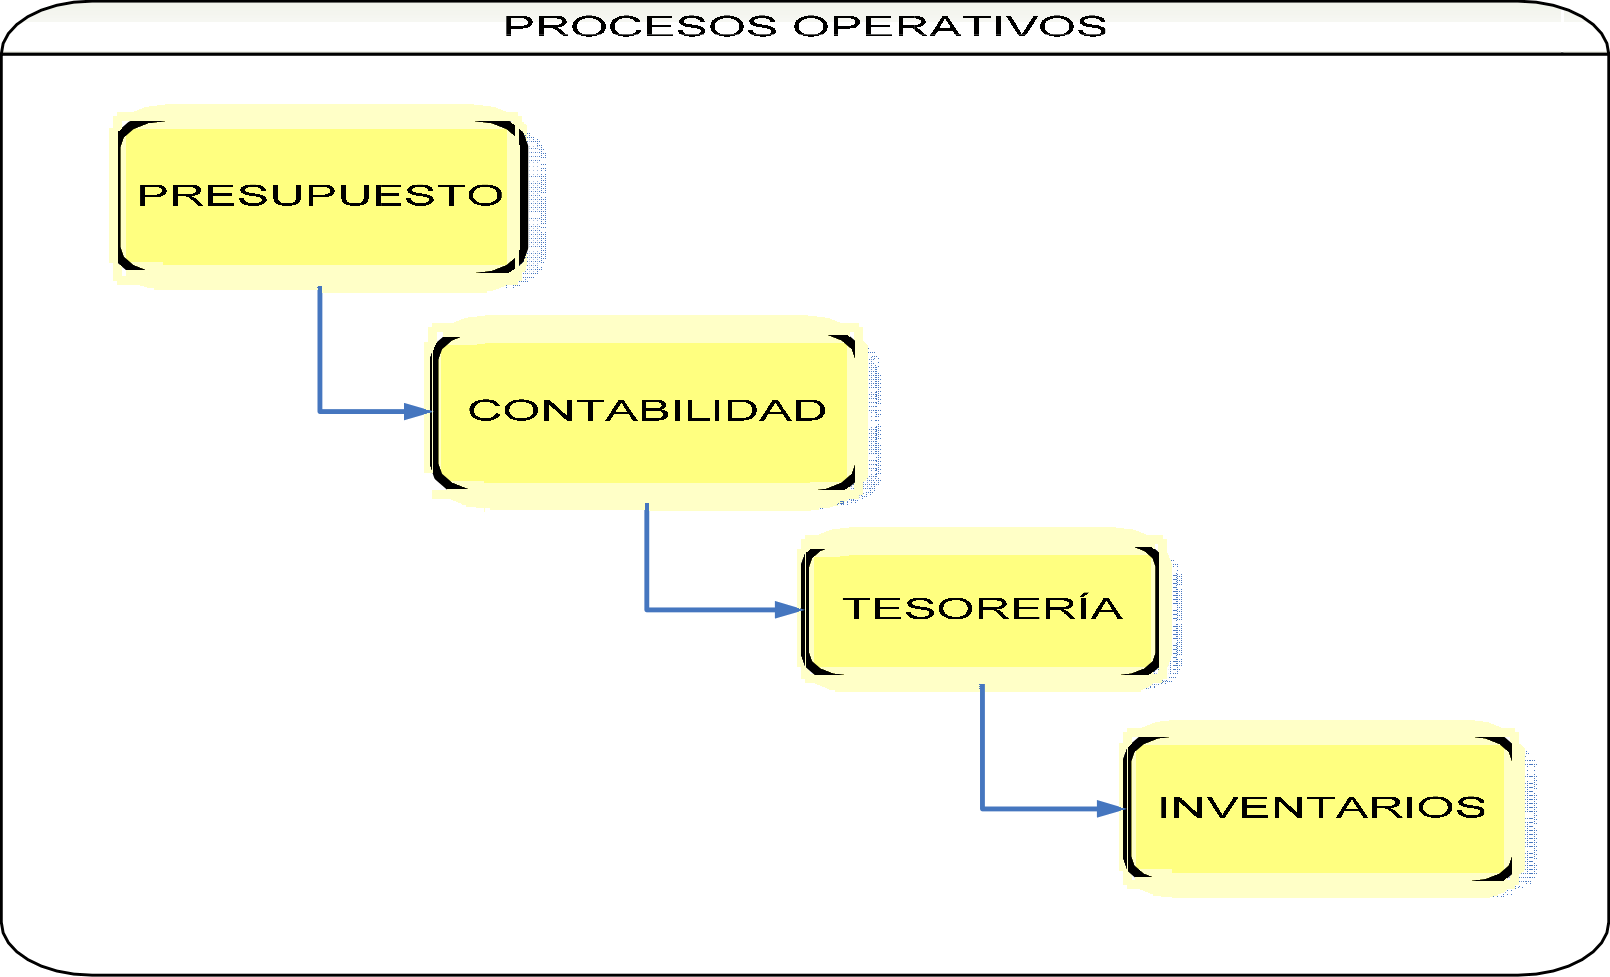 PROCESOS OPERATIVOS
PRESUPUESTO
CONTABILIDAD
TESORERÍA
INVENTARIOS